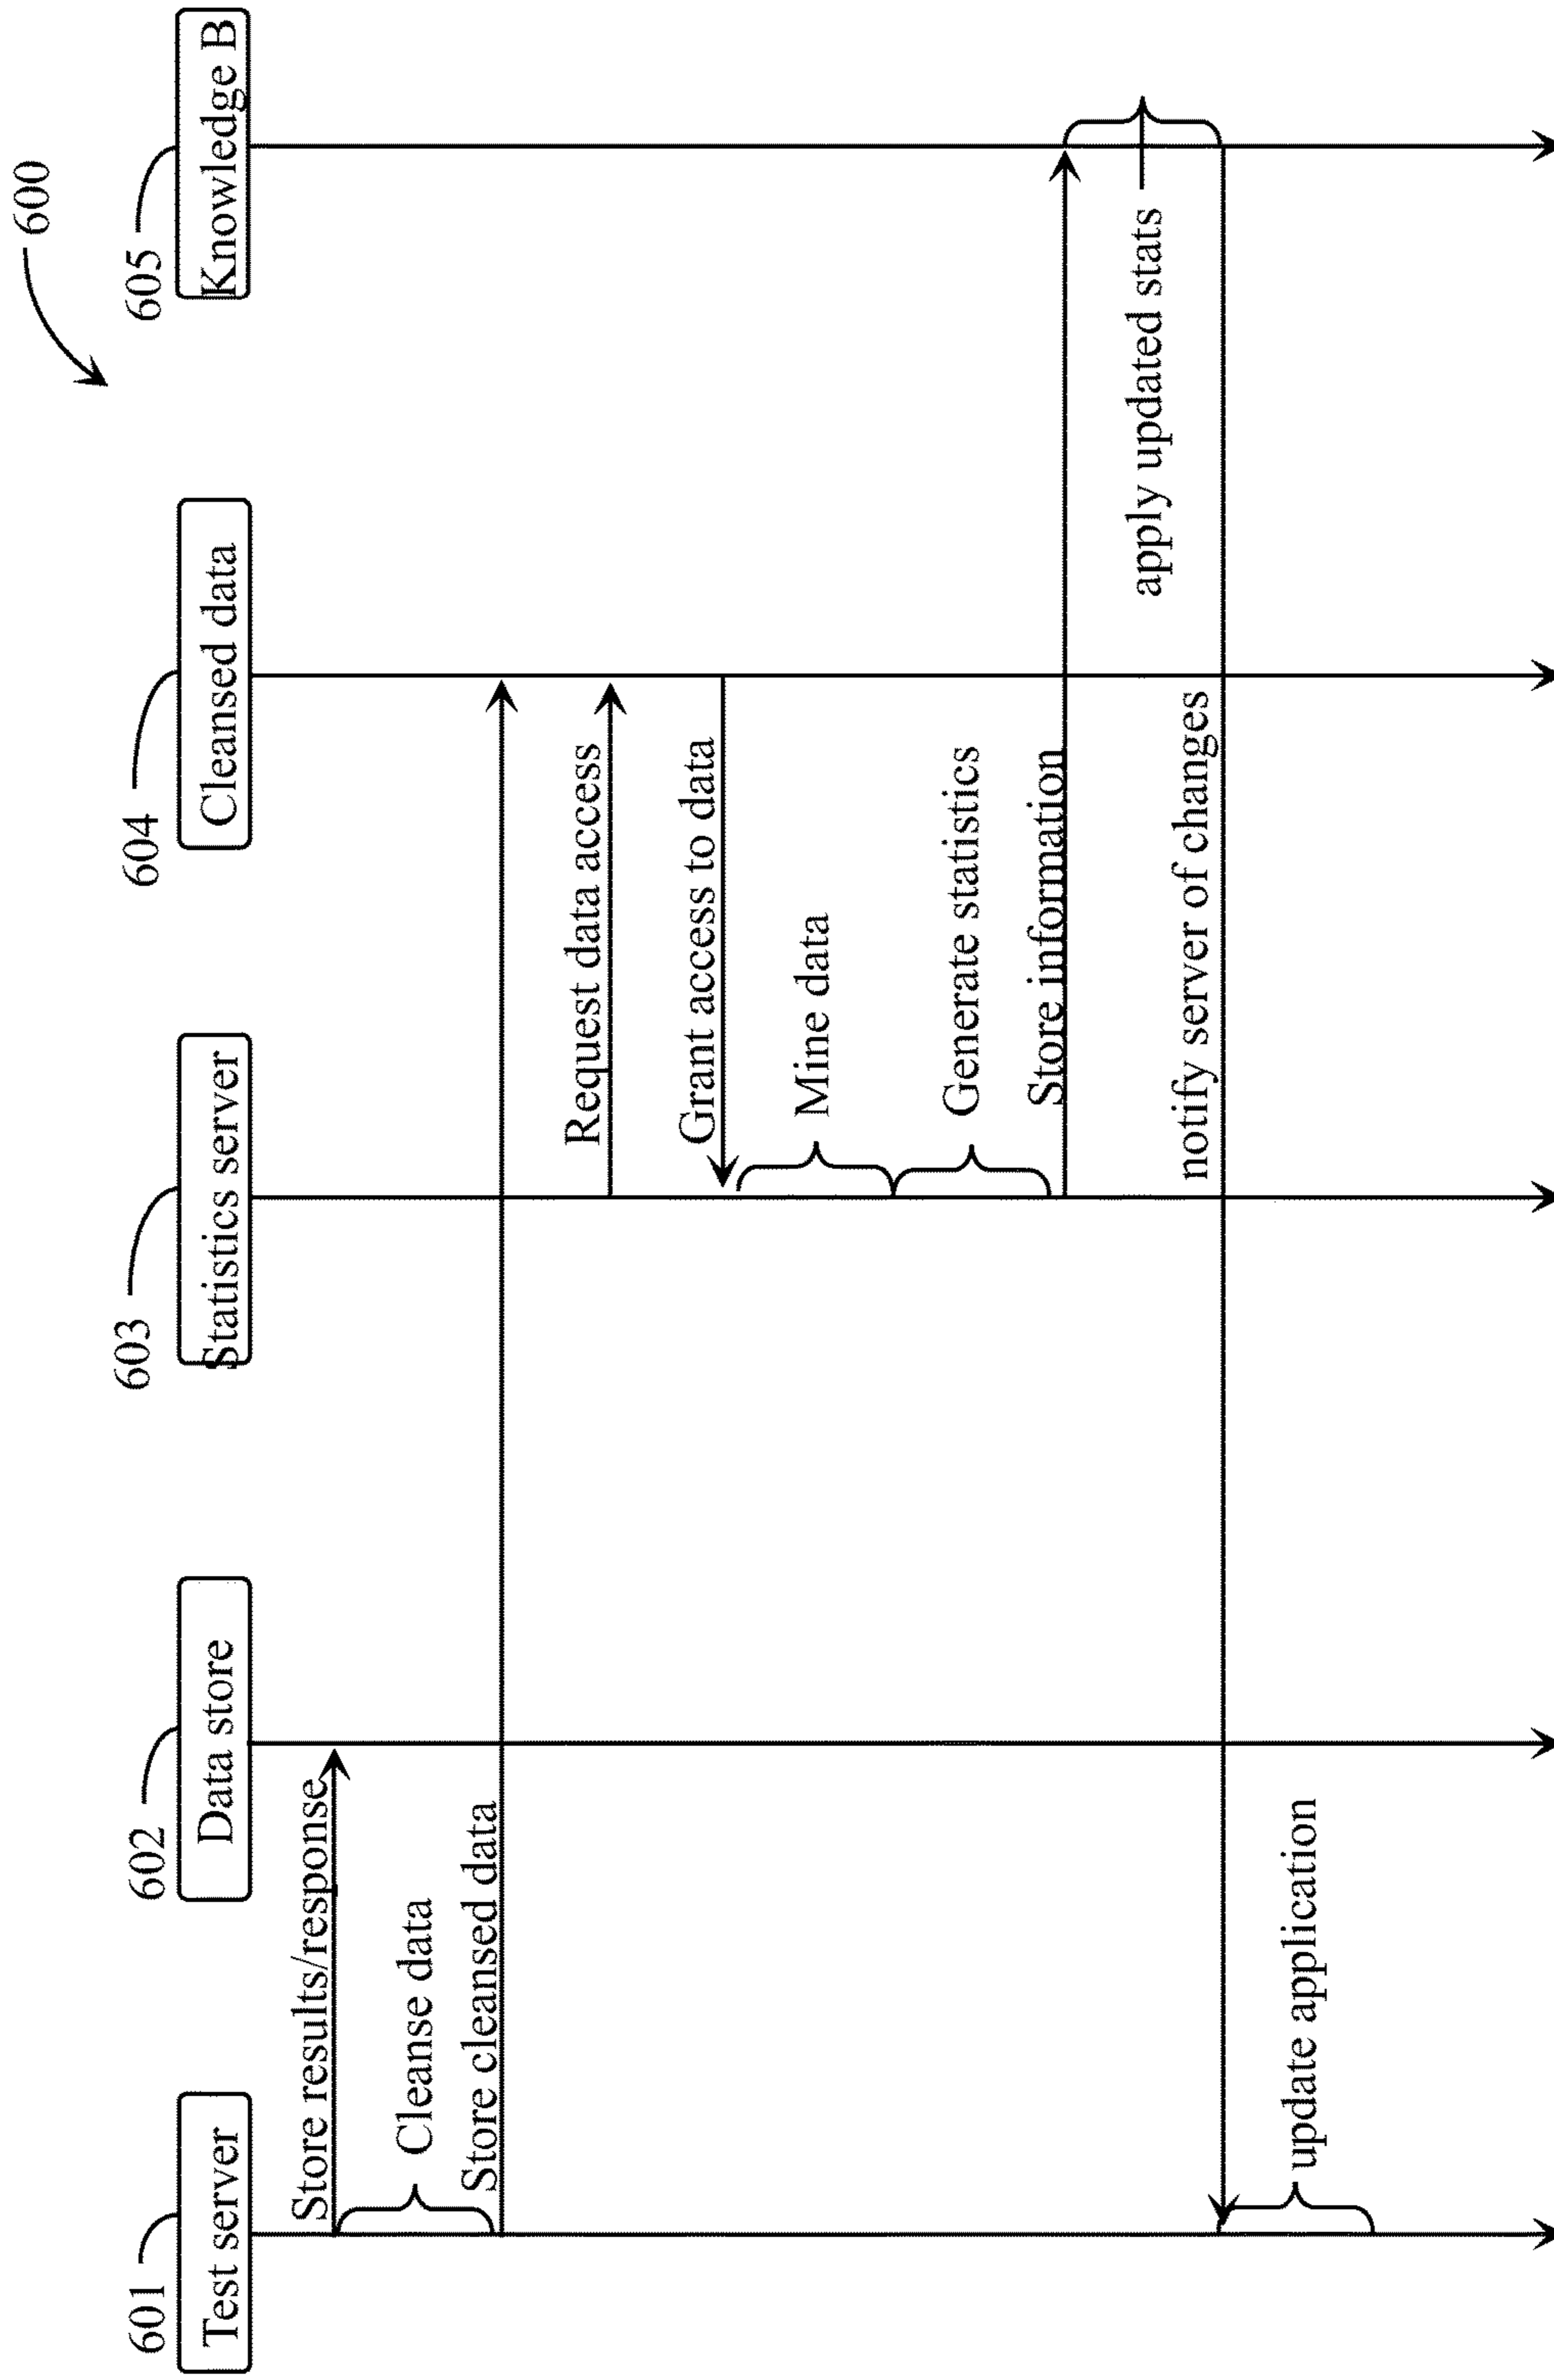 600
601
602
603
604
605
Test server
Data store
Statistics server
Cleansed data
Knowledge B
Store results/response
Cleanse data
Store cleansed data
Request data access
Grant access to data
Mine data
Generate statistics
Store information
apply updated stats
notify server of changes
update application